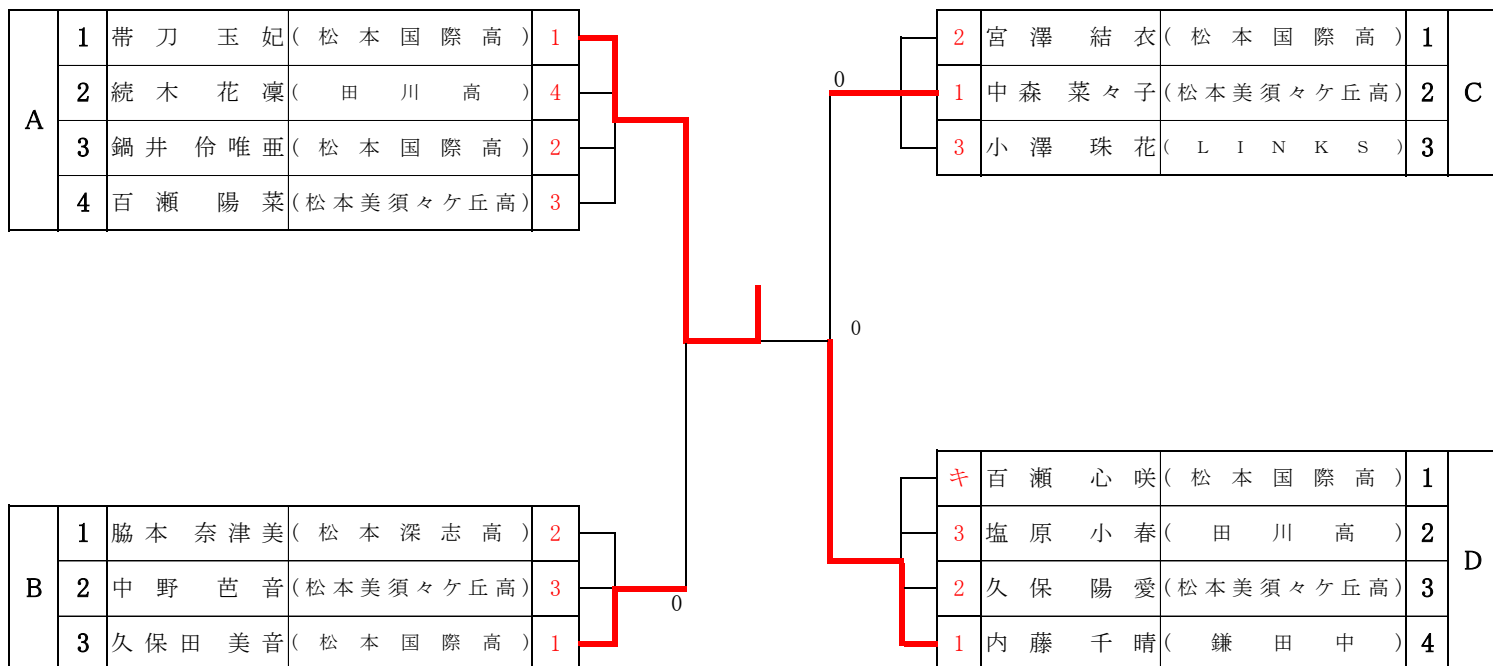 A
1 帯刀 玉妃 (松本国際高) 1
2 続木 花凜 (田川高) 4
3 鍋井 伶唯亜 (松本国際高) 2
4 百瀬 陽菜 (松本美須々ケ丘高) 3
0
2 宮澤 結衣 (松本国際高) 1
1 中森 菜々子 (松本美須々ケ丘高) 2
3 小澤 珠花 (LINKS) 3
C
0
B
1 脇本 奈津美 (松本深志高) 2
2 中野 芭音 (松本美須々ケ丘高) 3
3 久保田 美音 (松本国際高) 1
0
キ 百瀬 心咲 (松本国際高) 1
3 塩原 小春 (田川高) 2
2 久保 陽愛 (松本美須々ケ丘高) 3
1 内藤 千晴 (鎌田中) 4
D